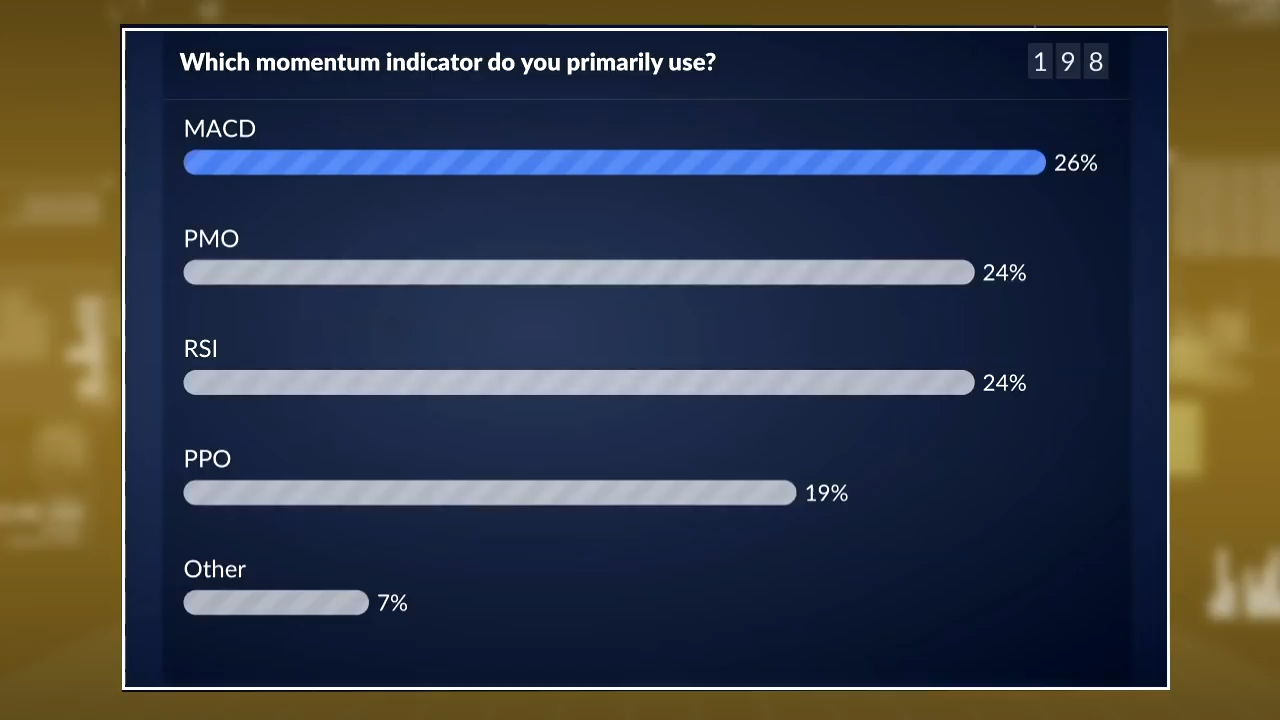 Which momentum indicator do you primarily use?
198
MACD
26%
PMO
24%
RSI
24%
PPO
19%
Other
7%